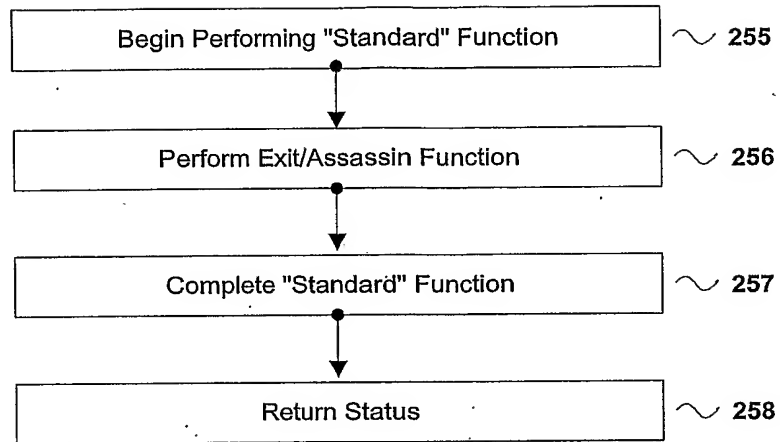 Begin Performing "Standard" Function 255
Perform Exit/Assassin Function 256
Complete "Standard" Function 257
Return Status 258